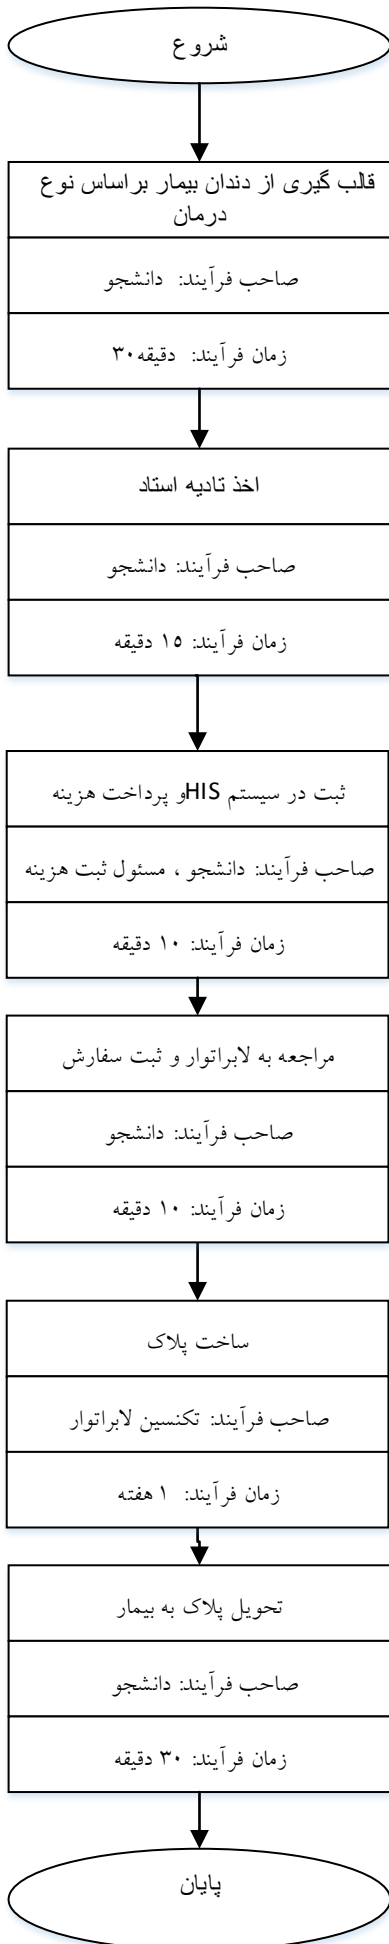 شروع
قالب گیری از دندان بیمار براساس نوع
درمان
صاحب فرآیند: دانشجو
زمان فرآیند: دقیقه۳۰
اخذ تادیه استاد
صاحب فرآیند: دانشجو
زمان فرآیند: ۱۵ دقیقه
ثبت در سیستم HISو پرداخت هزینه
صاحب فرآیند: دانشجو ، مسئول ثبت هزینه
زمان فرآیند: ۱۰ دقیقه
مراجعه به لابراتوار و ثبت سفارش
صاحب فرآیند: دانشجو
زمان فرآیند: ۱۰ دقیقه
ساخت پلاک
صاحب فرآیند: تکنسین لابراتوار
زمان فرآیند: ۱ هفته
تحویل پلاک به بیمار
صاحب فرآیند: دانشجو
زمان فرآیند: ۳۰ دقیقه
پایان